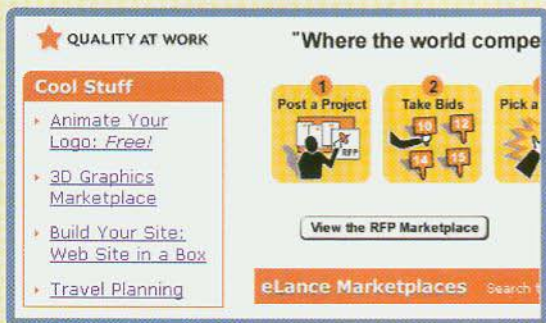 QUALITY AT WORK
"Where the world compe
Cool Stuff
Animate Your
Logo: Free!
3D Graphics
Marketplace
Build Your Site:
Web Site in a Box
Travel Planning
1
Post a Project
RFP
2
Take Bids
10
12
14
15
Pick a
View the RFP Marketplace
eLance Marketplaces Search t